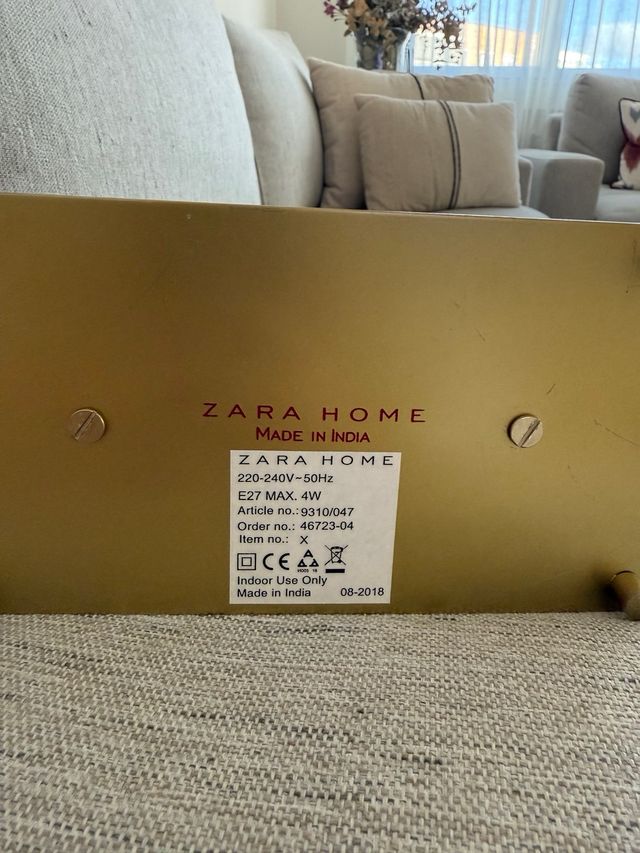 ZARA HOME
MADE IN INDIA
ZARA HOME
220-240V~50Hz
E27 MAX. 4W
Article no.: 9310/047
Order no.: 46723-04
Item no.: X
CE
Indoor Use Only
Made in India 08-2018